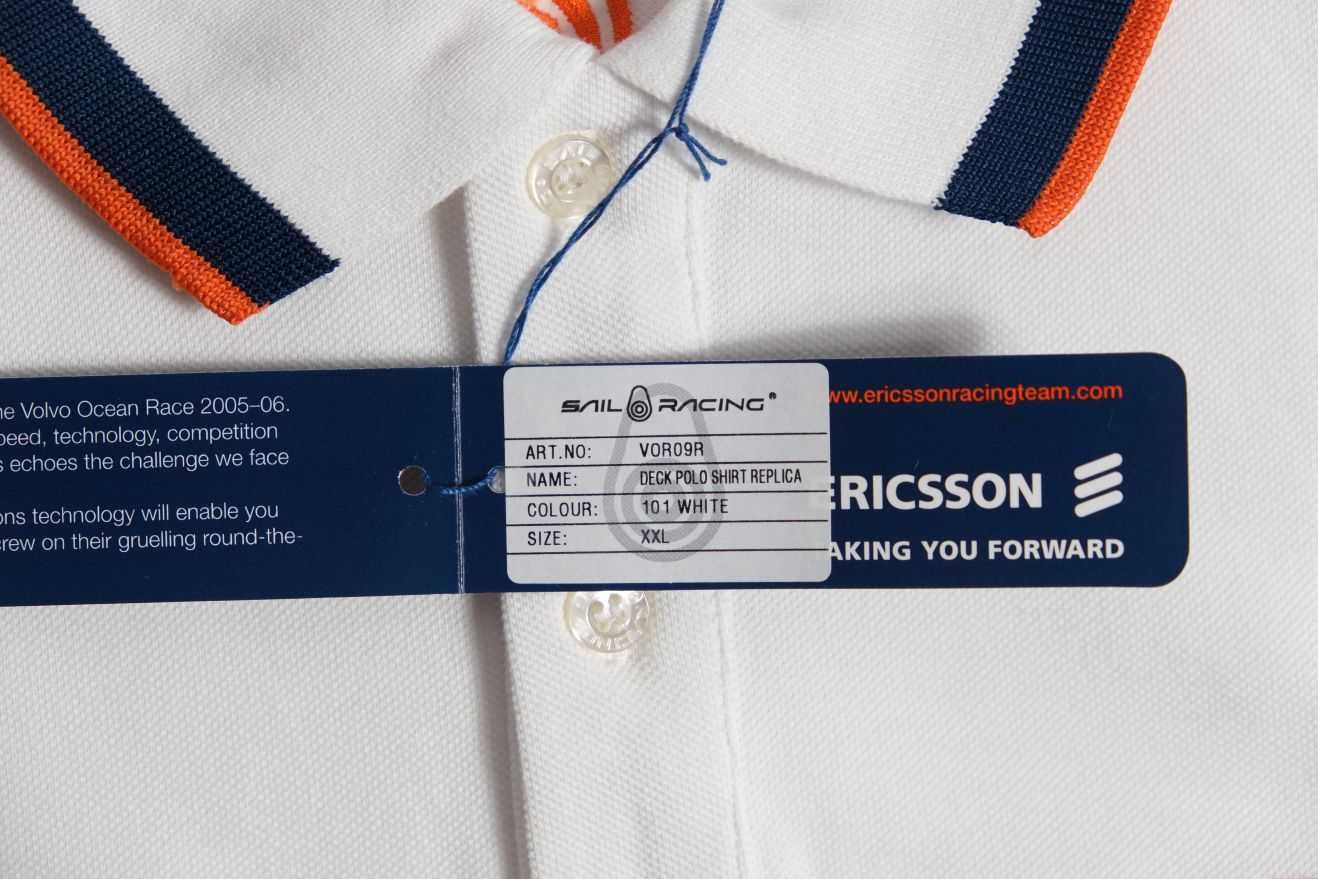 he Volvo Ocean Race 2005–06.
peed, technology, competition
s echoes the challenge we face
ons technology will enable you
crew on their gruelling round-the-
SAIL RACING®
ART.NO: VOR09R
NAME: DECK POLO SHIRT REPLICA
COLOUR: 101 WHITE
SIZE: XXL
ww.ericssonracingteam.com
ERICSSON
AKING YOU FORWARD